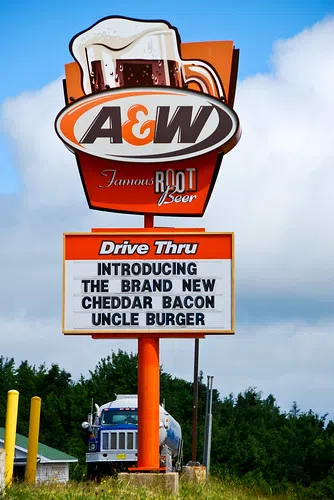 A&W
Famous ROOT
Beer
Drive Thru
INTRODUCING
THE BRAND NEW
CHEDDAR BACON
UNCLE BURGER